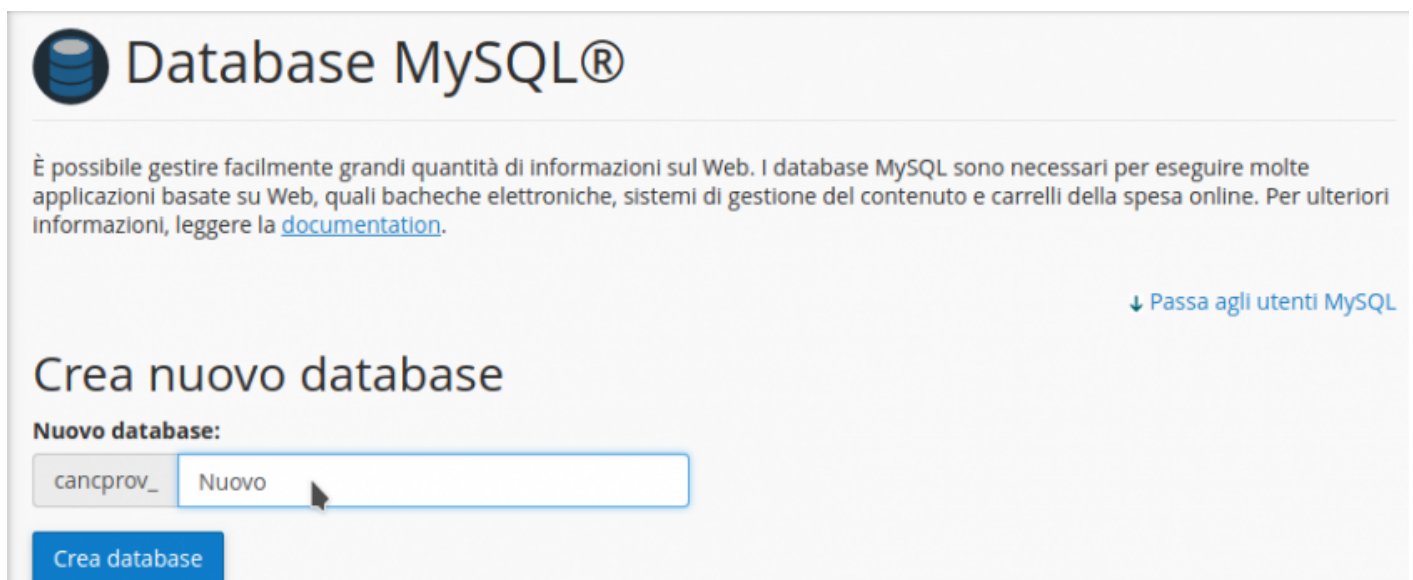 Database MySQL®
È possibile gestire facilmente grandi quantità di informazioni sul Web. I database MySQL sono necessari per eseguire molte
applicazioni basate su Web, quali bacheche elettroniche, sistemi di gestione del contenuto e carrelli della spesa online. Per ulteriori
informazioni, leggere la documentation.
↓ Passa agli utenti MySQL
Crea nuovo database
Nuovo database:
cancprov_ Nuovo
Crea database